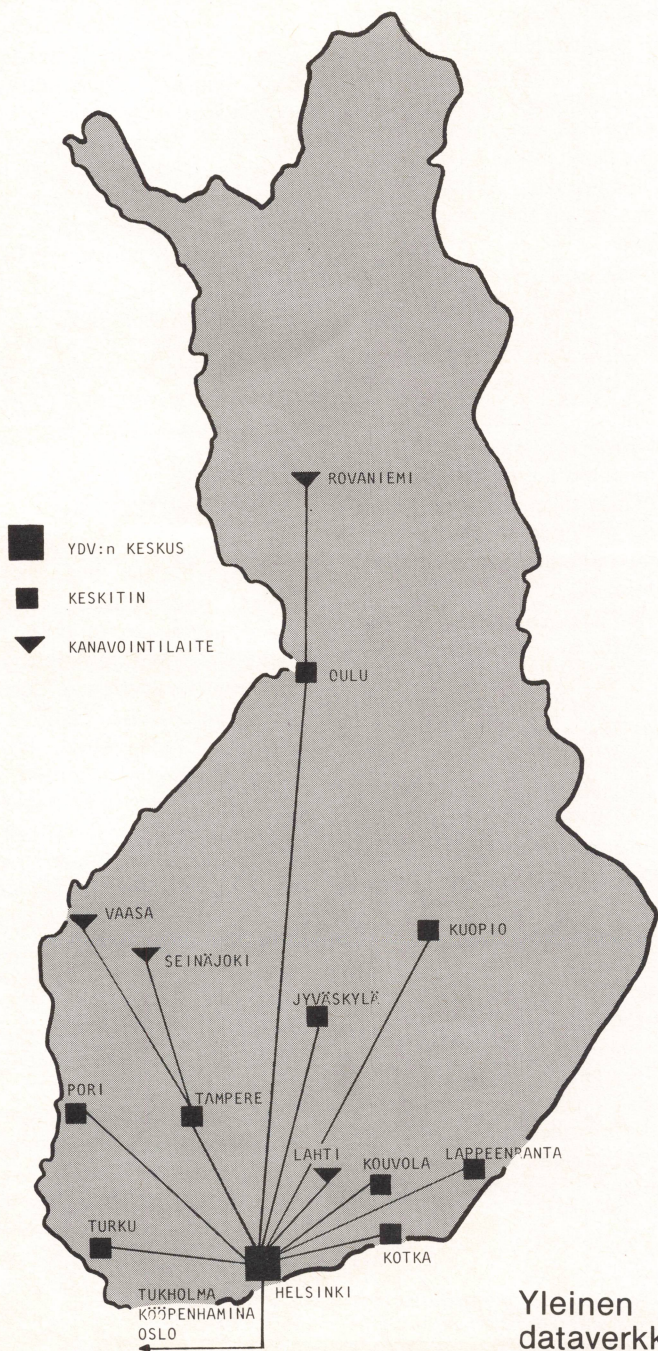 ROVANIEMI
YDV:n KESKUS
KESKITIN
KANAVOINTILAITE
OULU
VAASA
SEINÄJOKI
KUOPIO
JYVÄSKYLÄ
PORI
TAMPERE
LAHTI
KOUVOLA
LAPPEENRANTA
TURKU
KOTKA
HELSINKI
TUKHOLMA
KÖÖPENHAMINA
OSLO
Yleinen
dataverkk